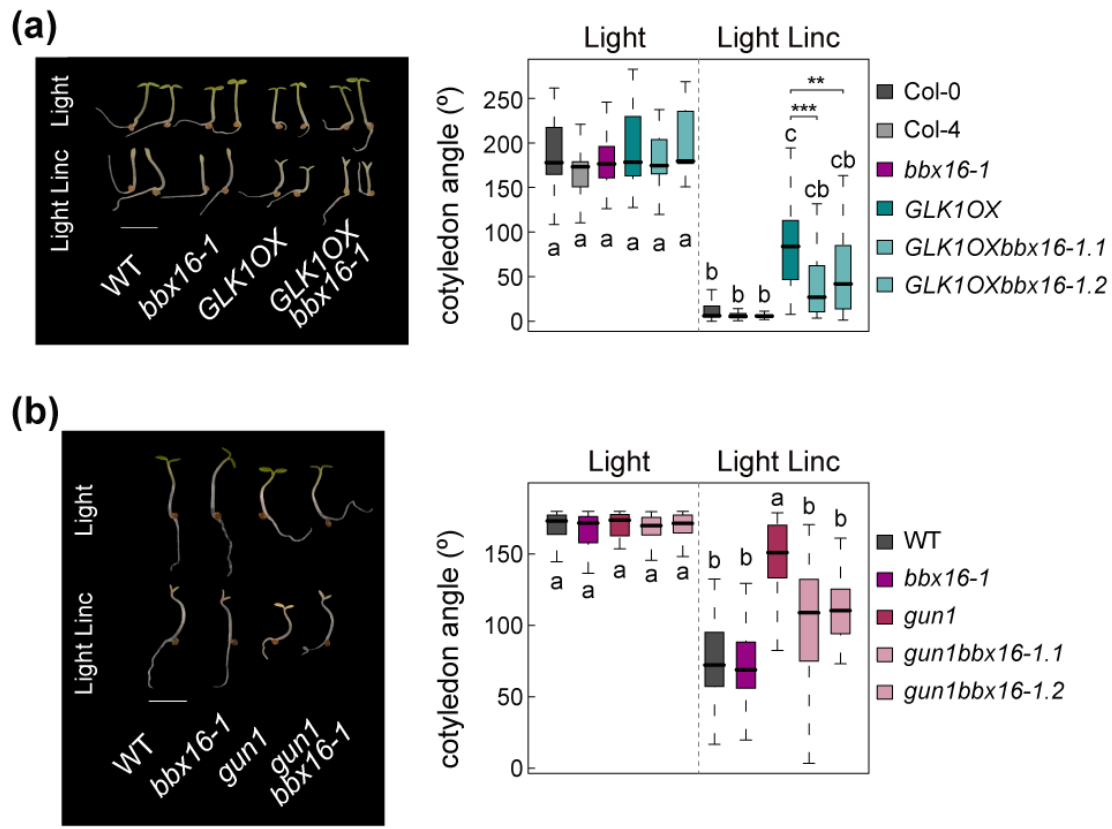 (a)
Light
Light Linc
WT
bbx16-1
GLK1OX
GLK1OX
bbx16-1
Light
Light Linc
cotyledon angle (º)
250
200
150
100
50
0
a
a
a
a
a
a
b
b
b
c
cb
cb
***
**
Col-0
Col-4
bbx16-1
GLK1OX
GLK1OXbbx16-1.1
GLK1OXbbx16-1.2
(b)
Light
Light Linc
WT
bbx16-1
gun1
gun1
bbx16-1
Light
Light Linc
cotyledon angle (º)
150
100
50
0
a
a
a
a
a
b
b
a
b
b
WT
bbx16-1
gun1
gun1bbx16-1.1
gun1bbx16-1.2